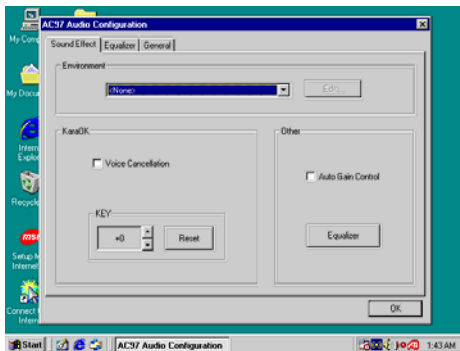 AC97 Audio Configuration
My Comp
Sound Effect Equalizer General
Environment
<None> Edit...
My Docu
KaraOK Other
Intern
Explor
Voice Cancellation
Auto Gain Control
Recycle
KEY
+0 Reset Equalizer
msi
Setup M
Internet
OK
Connect t
Intern
Start AC97 Audio Configuration 1:43 AM